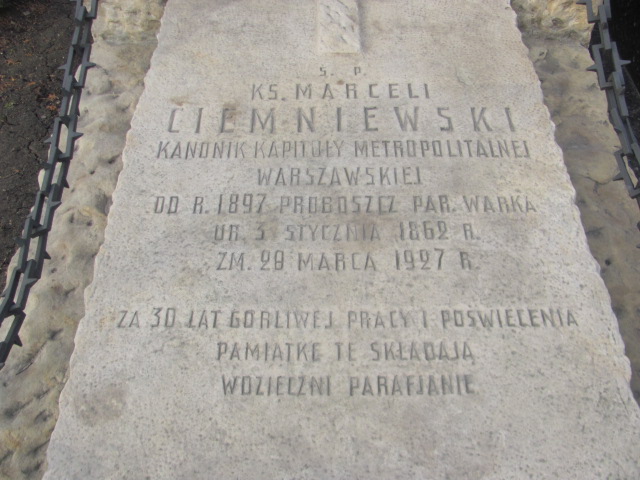 Ś. P.
KS. MARCELI
CIEMNIEWSKI
KANONIK KAPITUŁY METROPOLITALNEJ
WARSZAWSKIEJ
OD R. 1897 PROBOSZCZ PAR. WARKA
UR. 3 STYCZNIA 1862 R.
ZM. 28 MARCA 1927 R.
ZA 30 LAT GORLIWEJ PRACY I POŚWIĘCENIA
PAMIĄTKĘ TĘ SKŁADAJĄ
WDZIĘCZNI PARAFJANIE